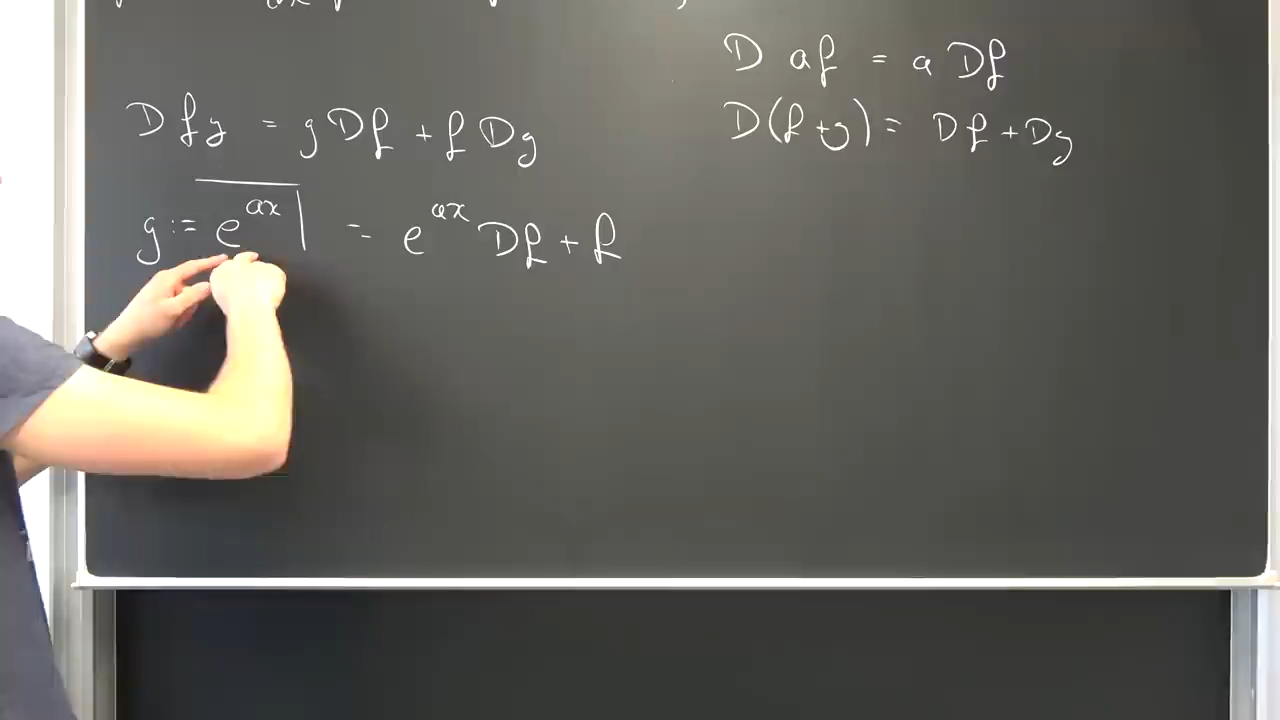 D af = a Df
D fg = g Df + f Dg
D(f+g) = Df + Dg
g := e^{ax} = e^{ax} Df + f